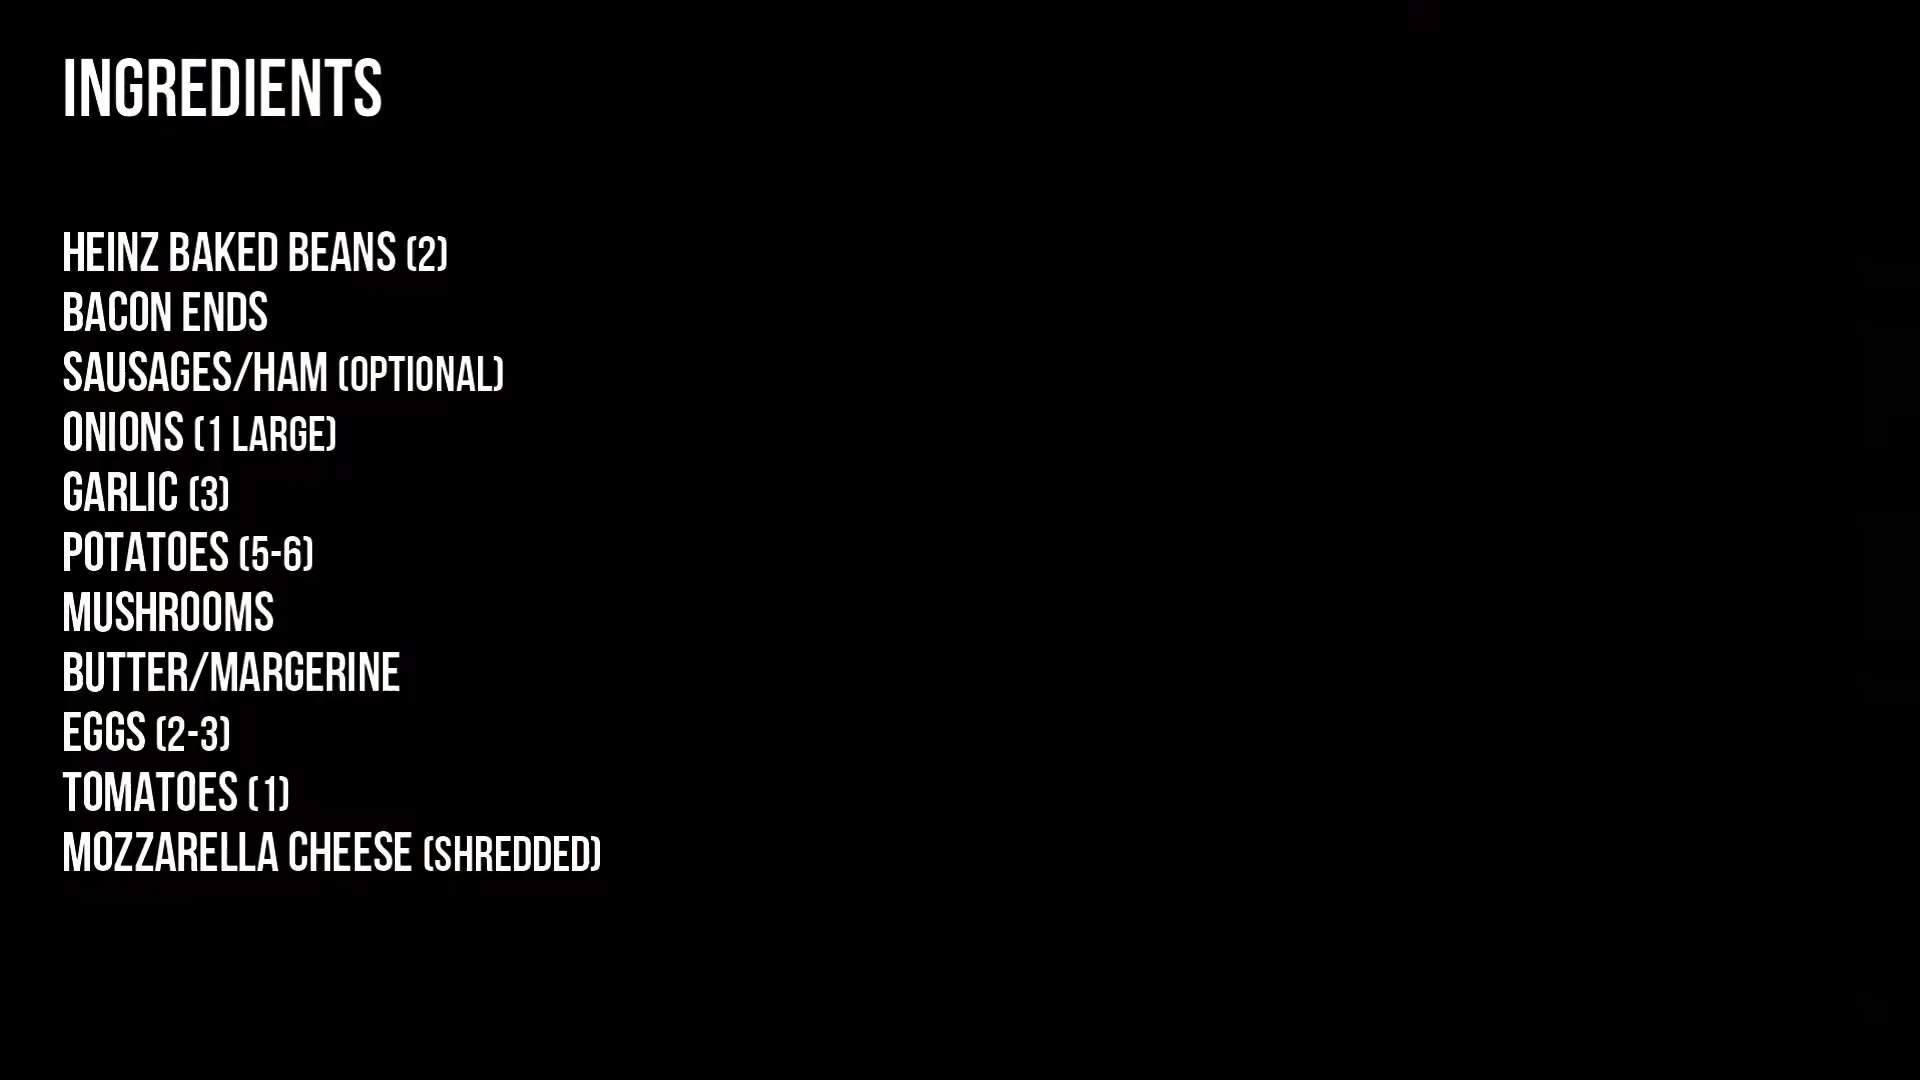 INGREDIENTS
HEINZ BAKED BEANS (2)
BACON ENDS
SAUSAGES/HAM (OPTIONAL)
ONIONS (1 LARGE)
GARLIC (3)
POTATOES (5-6)
MUSHROOMS
BUTTER/MARGERINE
EGGS (2-3)
TOMATOES (1)
MOZZARELLA CHEESE (SHREDDED)